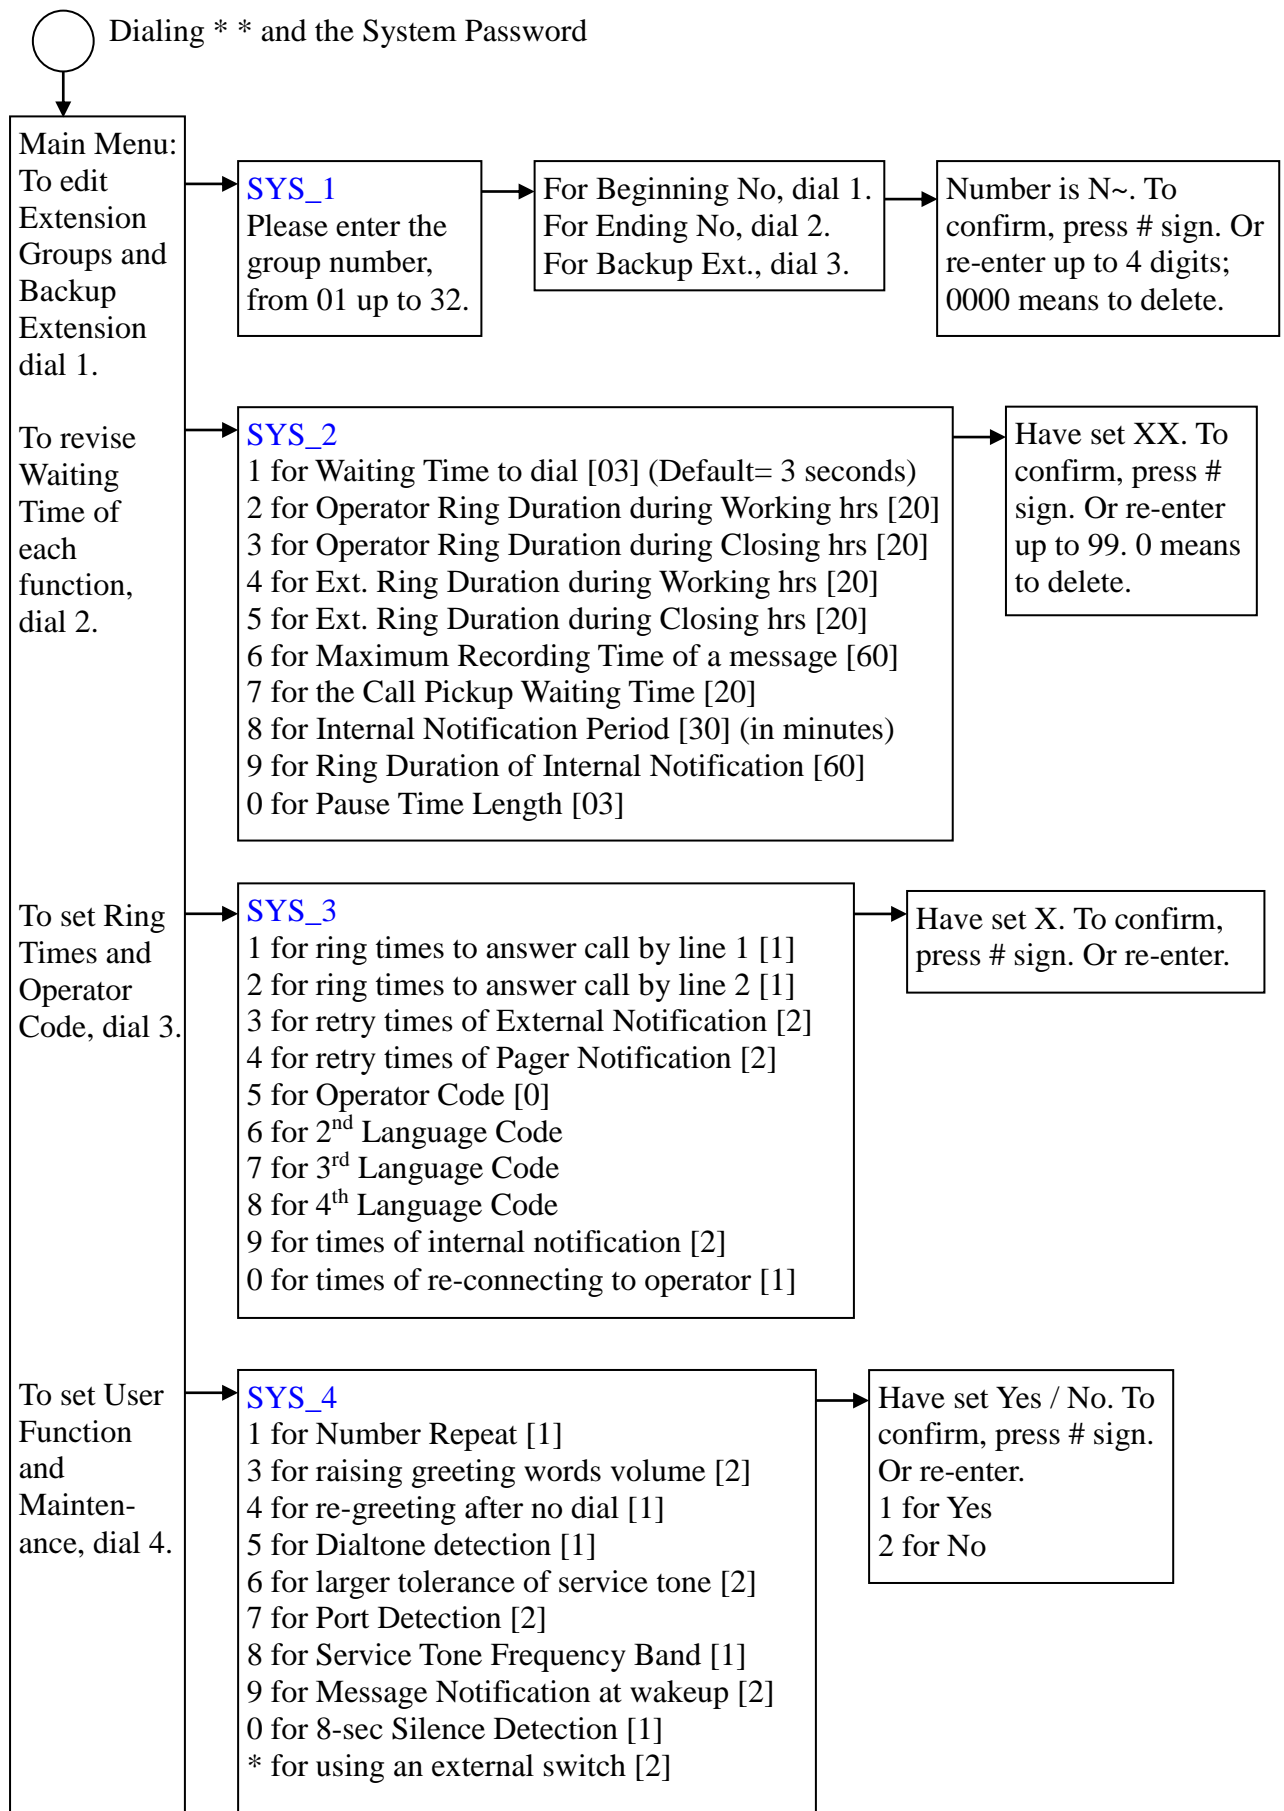 Dialing * * and the System Password
Main Menu:
To edit
Extension
Groups and
Backup
Extension
dial 1.
SYS_1
Please enter the
group number,
from 01 up to 32.
For Beginning No, dial 1.
For Ending No, dial 2.
For Backup Ext., dial 3.
Number is N~. To
confirm, press # sign. Or
re-enter up to 4 digits;
0000 means to delete.
To revise
Waiting
Time of
each
function,
dial 2.
SYS_2
1 for Waiting Time to dial [03] (Default= 3 seconds)
2 for Operator Ring Duration during Working hrs [20]
3 for Operator Ring Duration during Closing hrs [20]
4 for Ext. Ring Duration during Working hrs [20]
5 for Ext. Ring Duration during Closing hrs [20]
6 for Maximum Recording Time of a message [60]
7 for the Call Pickup Waiting Time [20]
8 for Internal Notification Period [30] (in minutes)
9 for Ring Duration of Internal Notification [60]
0 for Pause Time Length [03]
Have set XX. To
confirm, press #
sign. Or re-enter
up to 99. 0 means
to delete.
To set Ring
Times and
Operator
Code, dial 3.
SYS_3
1 for ring times to answer call by line 1 [1]
2 for ring times to answer call by line 2 [1]
3 for retry times of External Notification [2]
4 for retry times of Pager Notification [2]
5 for Operator Code [0]
6 for 2nd Language Code
7 for 3rd Language Code
8 for 4th Language Code
9 for times of internal notification [2]
0 for times of re-connecting to operator [1]
Have set X. To confirm,
press # sign. Or re-enter.
To set User
Function
and
Mainten-
ance, dial 4.
SYS_4
1 for Number Repeat [1]
3 for raising greeting words volume [2]
4 for re-greeting after no dial [1]
5 for Dialtone detection [1]
6 for larger tolerance of service tone [2]
7 for Port Detection [2]
8 for Service Tone Frequency Band [1]
9 for Message Notification at wakeup [2]
0 for 8-sec Silence Detection [1]
* for using an external switch [2]
Have set Yes / No. To
confirm, press # sign.
Or re-enter.
1 for Yes
2 for No